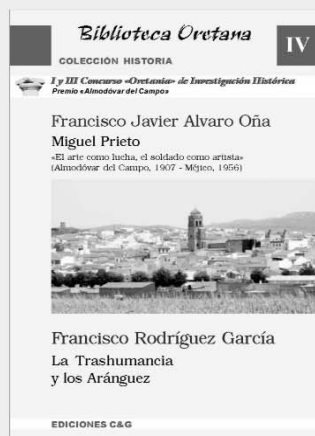 Biblioteca Oretana
IV
COLECCIÓN HISTORIA
I y III Concurso «Oretania» de Investigación Histórica
Premio «Almodóvar del Campo»
Francisco Javier Alvaro Oña
Miguel Prieto
«El arte como lucha, el soldado como artista»
(Almodóvar del Campo, 1907 - Méjico, 1956)
Francisco Rodríguez García
La Trashumancia
y los Aránguez
EDICIONES C&G